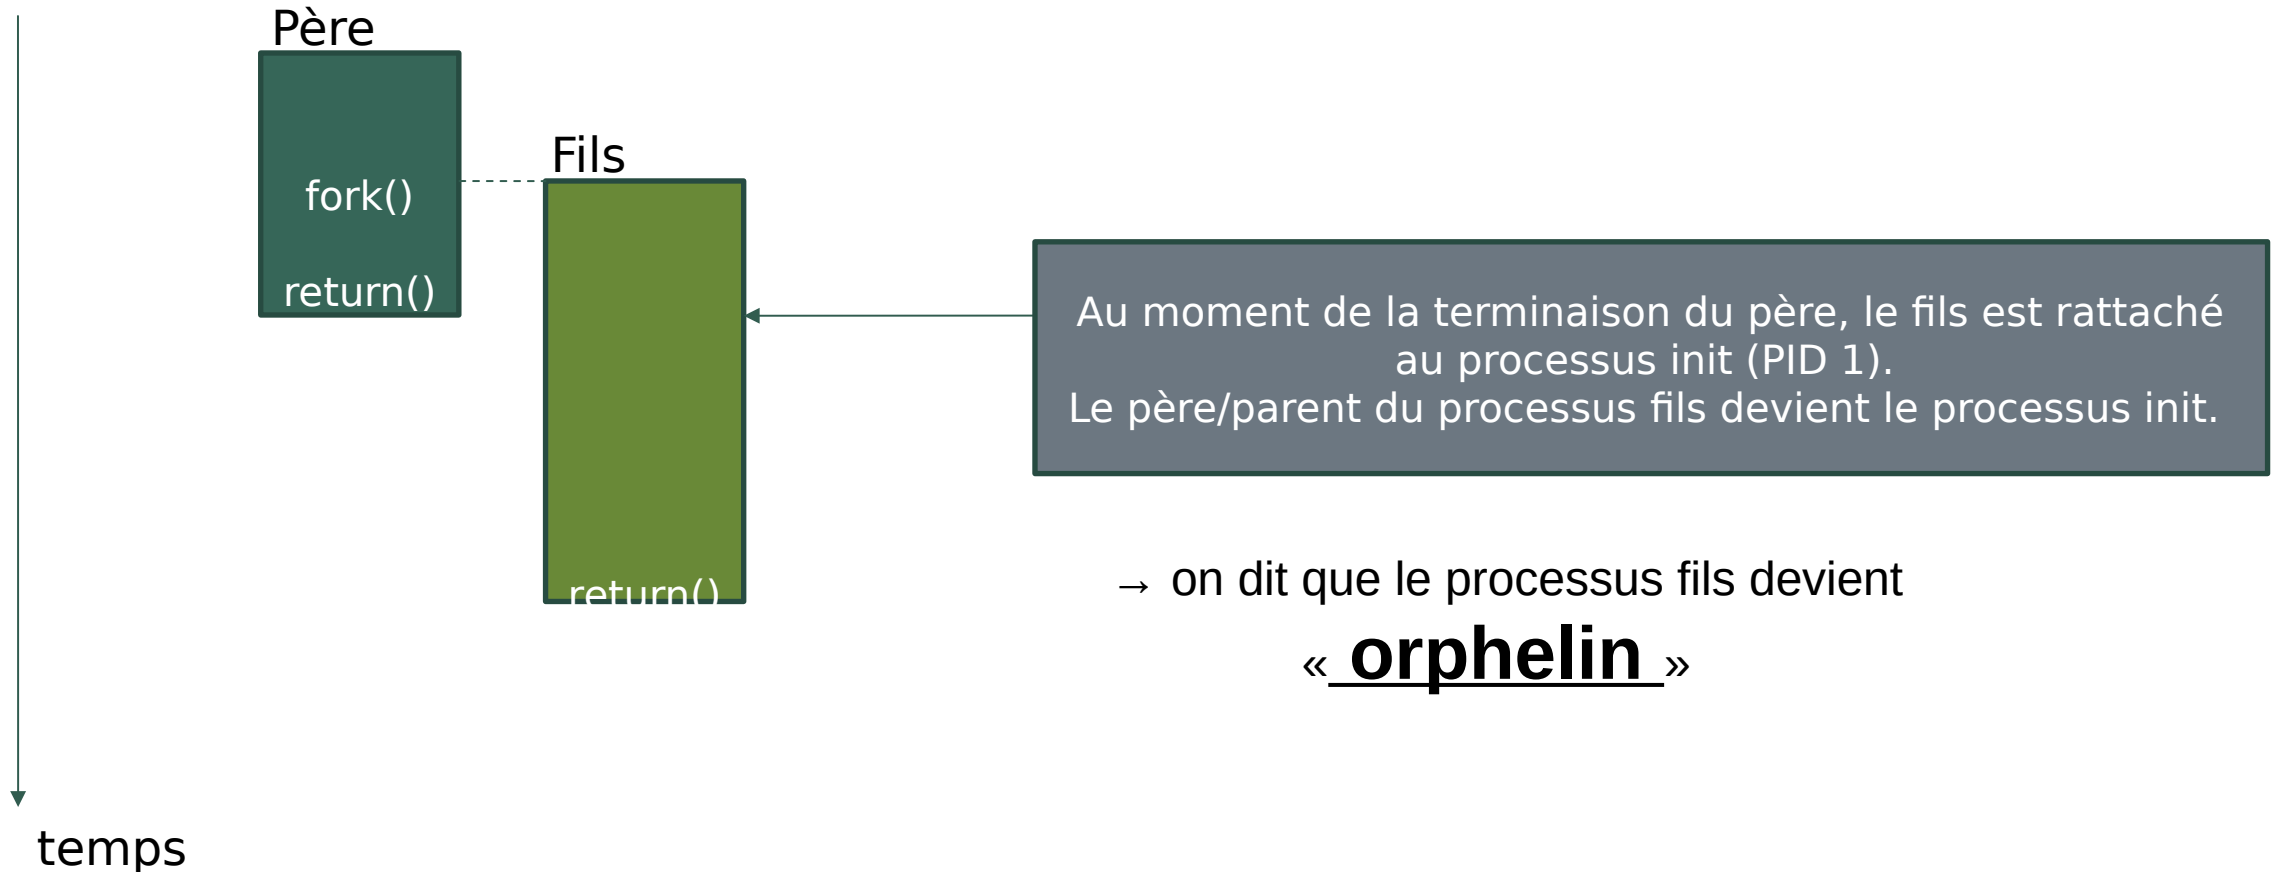 Père
fork()
return()
Fils
return()
Au moment de la terminaison du père, le fils est rattaché
au processus init (PID 1).
Le père/parent du processus fils devient le processus init.
→ on dit que le processus fils devient
« orphelin »
temps